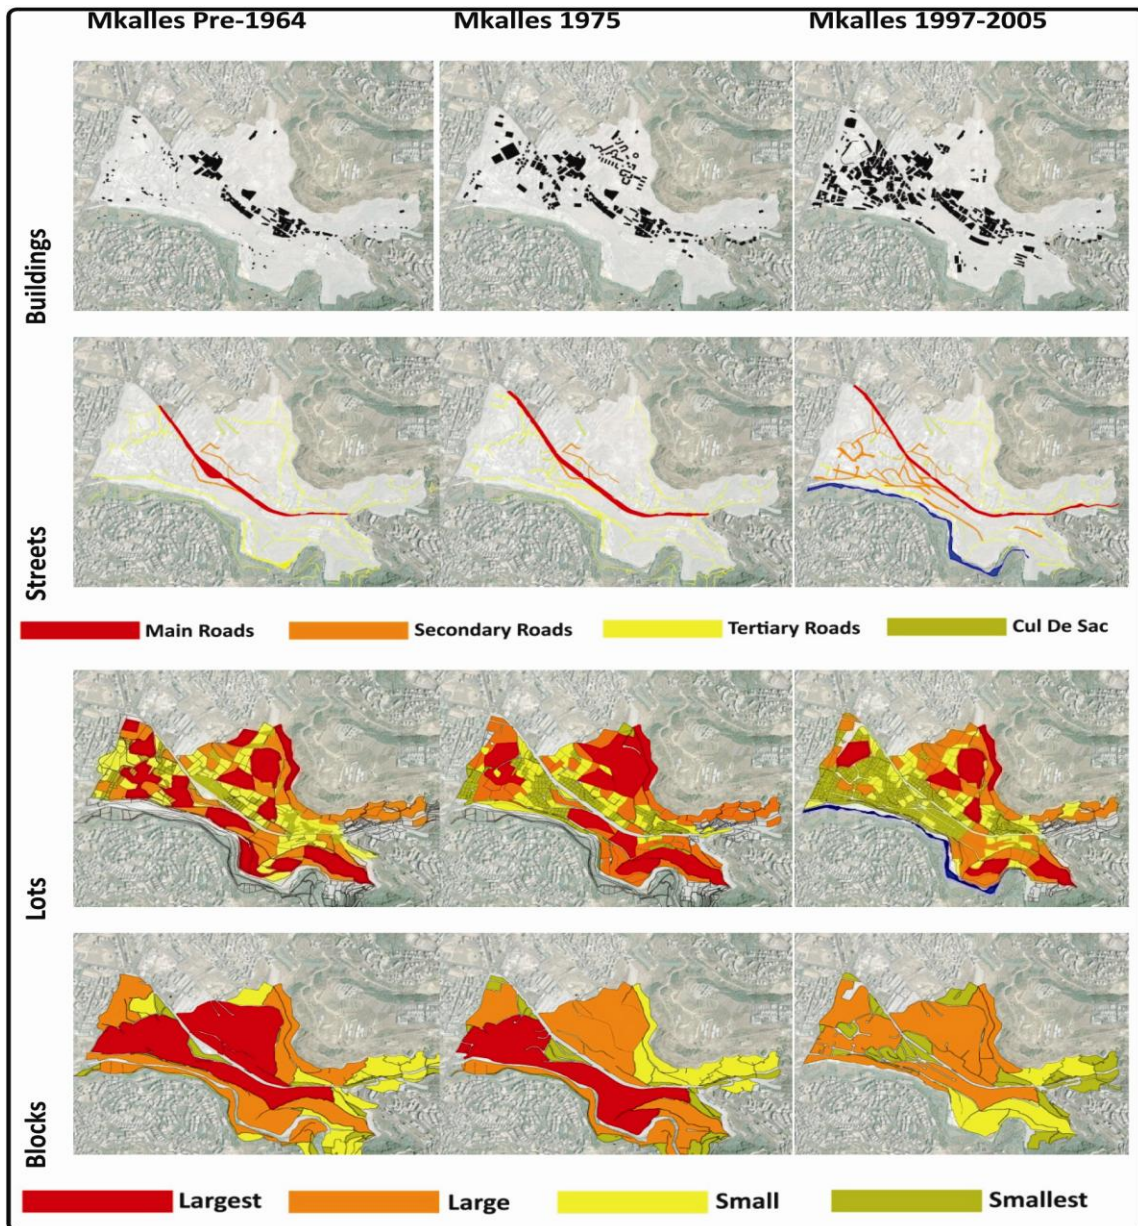 Mkalles Pre-1964 Mkalles 1975 Mkalles 1997-2005
Buildings
Streets
Main Roads Secondary Roads Tertiary Roads Cul De Sac
Lots
Blocks
Largest Large Small Smallest